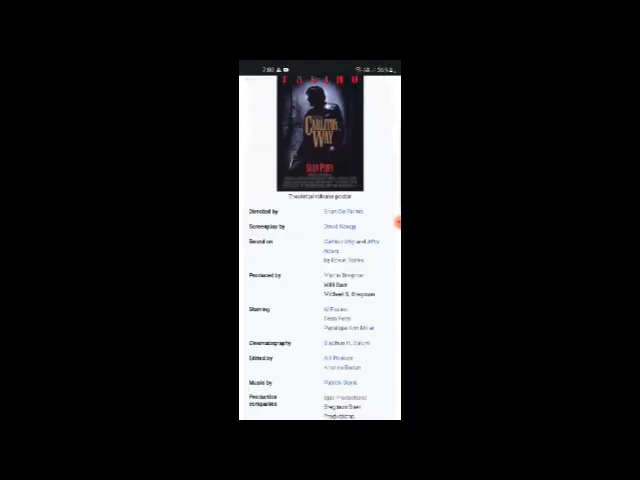 7:00
PACINO
CARLITO'S
WAY
SEAN PENN
Theatrical release poster
Directed by Brian De Palma
Screenplay by David Koepp
Based on Carlito's Way and After
Hours
by Edwin Torres
Produced by Martin Bregman
Willi Baer
Michael S. Bregman
Starring Al Pacino
Sean Penn
Penelope Ann Miller
Cinematography Stephen H. Burum
Edited by Bill Pankow
Kristina Boden
Music by Patrick Doyle
Production Epic Productions
companies Bregman/Baer
Productions